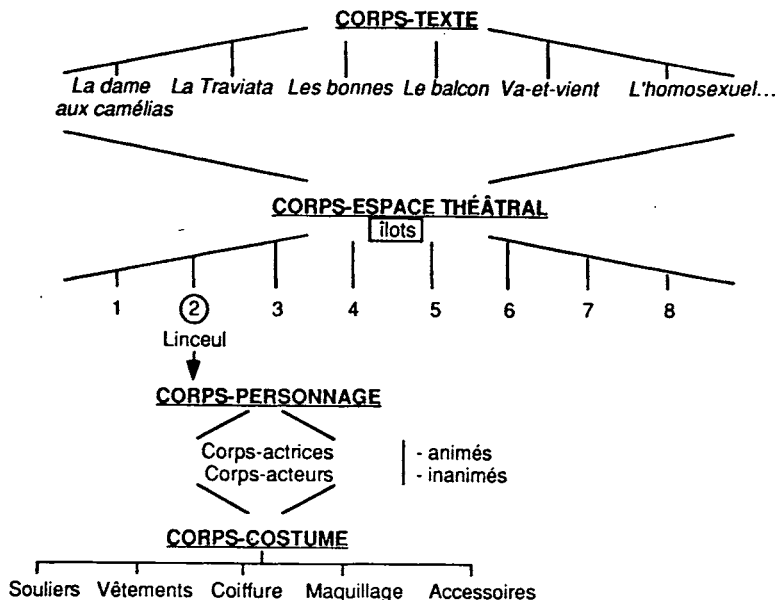 CORPS-TEXTE
La dame aux camélias La Traviata Les bonnes Le balcon Va-et-vient L'homosexuel...
CORPS-ESPACE THÉÂTRAL
îlots
1 2 3 4 5 6 7 8
Linceul
CORPS-PERSONNAGE
Corps-actrices - animés
Corps-acteurs - inanimés
CORPS-COSTUME
Souliers Vêtements Coiffure Maquillage Accessoires